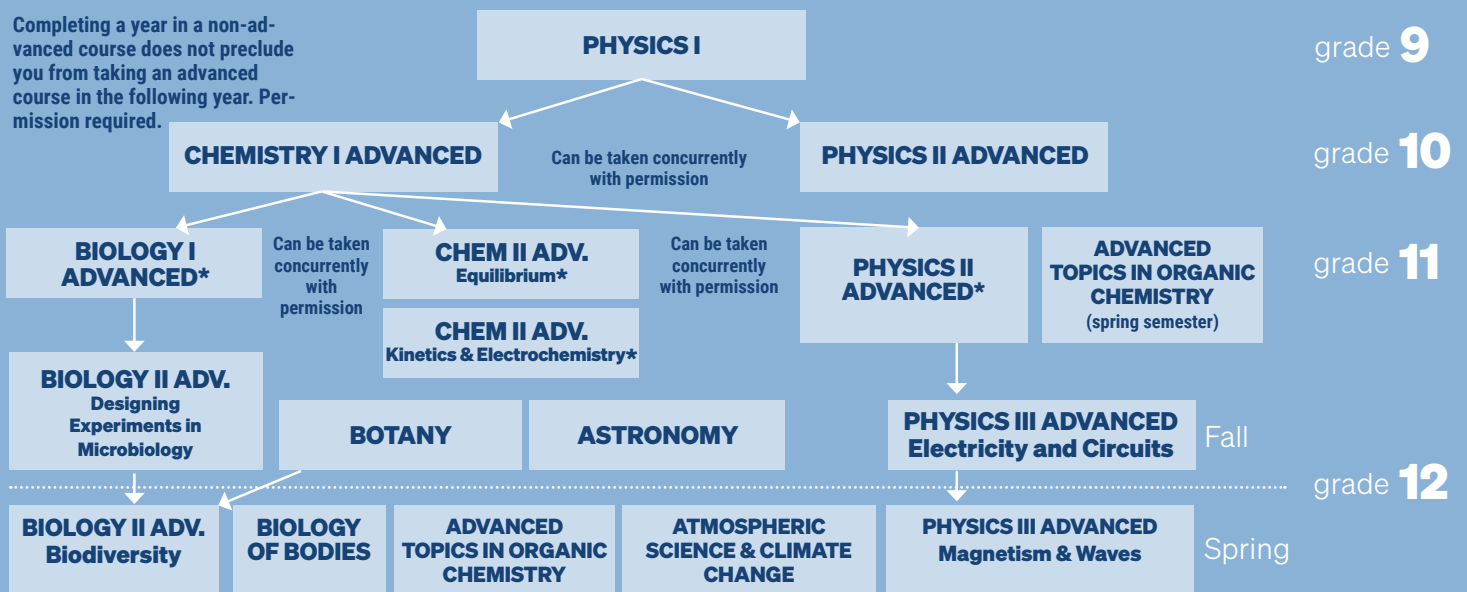 Completing a year in a non-ad-
vanced course does not preclude
you from taking an advanced
course in the following year. Per-
mission required.
PHYSICS I
grade 9
CHEMISTRY I ADVANCED
Can be taken concurrently
with permission
PHYSICS II ADVANCED
grade 10
BIOLOGY I
ADVANCED*
Can be taken
concurrently
with
permission
CHEM II ADV.
Equilibrium*
CHEM II ADV.
Kinetics & Electrochemistry*
Can be taken
concurrently
with permission
PHYSICS II
ADVANCED*
ADVANCED
TOPICS IN ORGANIC
CHEMISTRY
(spring semester)
grade 11
BIOLOGY II ADV.
Designing
Experiments in
Microbiology
BOTANY
ASTRONOMY
PHYSICS III ADVANCED
Electricity and Circuits
Fall
grade 12
BIOLOGY II ADV.
Biodiversity
BIOLOGY
OF BODIES
ADVANCED
TOPICS IN ORGANIC
CHEMISTRY
ATMOSPHERIC
SCIENCE & CLIMATE
CHANGE
PHYSICS III ADVANCED
Magnetism & Waves
Spring